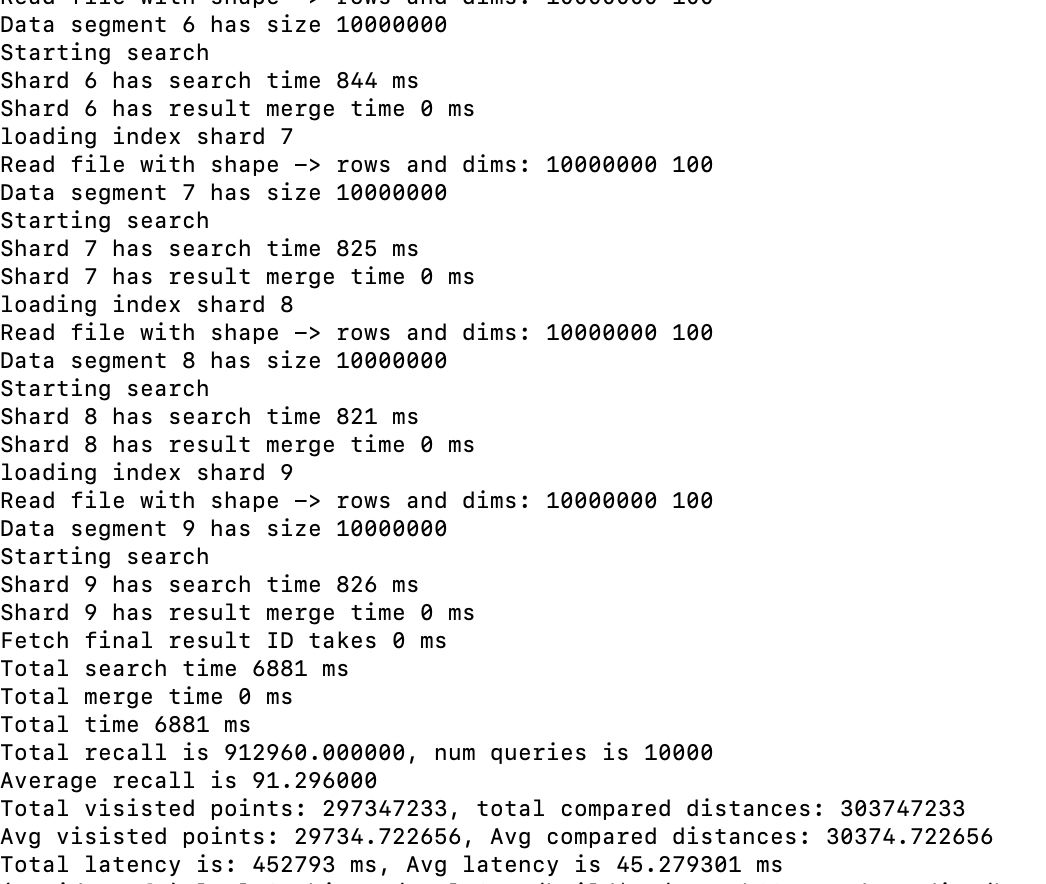 Read file with shape -> rows and dims: 10000000 100
Data segment 6 has size 10000000
Starting search
Shard 6 has search time 844 ms
Shard 6 has result merge time 0 ms
loading index shard 7
Read file with shape -> rows and dims: 10000000 100
Data segment 7 has size 10000000
Starting search
Shard 7 has search time 825 ms
Shard 7 has result merge time 0 ms
loading index shard 8
Read file with shape -> rows and dims: 10000000 100
Data segment 8 has size 10000000
Starting search
Shard 8 has search time 821 ms
Shard 8 has result merge time 0 ms
loading index shard 9
Read file with shape -> rows and dims: 10000000 100
Data segment 9 has size 10000000
Starting search
Shard 9 has search time 826 ms
Shard 9 has result merge time 0 ms
Fetch final result ID takes 0 ms
Total search time 6881 ms
Total merge time 0 ms
Total time 6881 ms
Total recall is 912960.000000, num queries is 10000
Average recall is 91.296000
Total visisted points: 297347233, total compared distances: 303747233
Avg visisted points: 29734.722656, Avg compared distances: 30374.722656
Total latency is: 452793 ms, Avg latency is 45.279301 ms